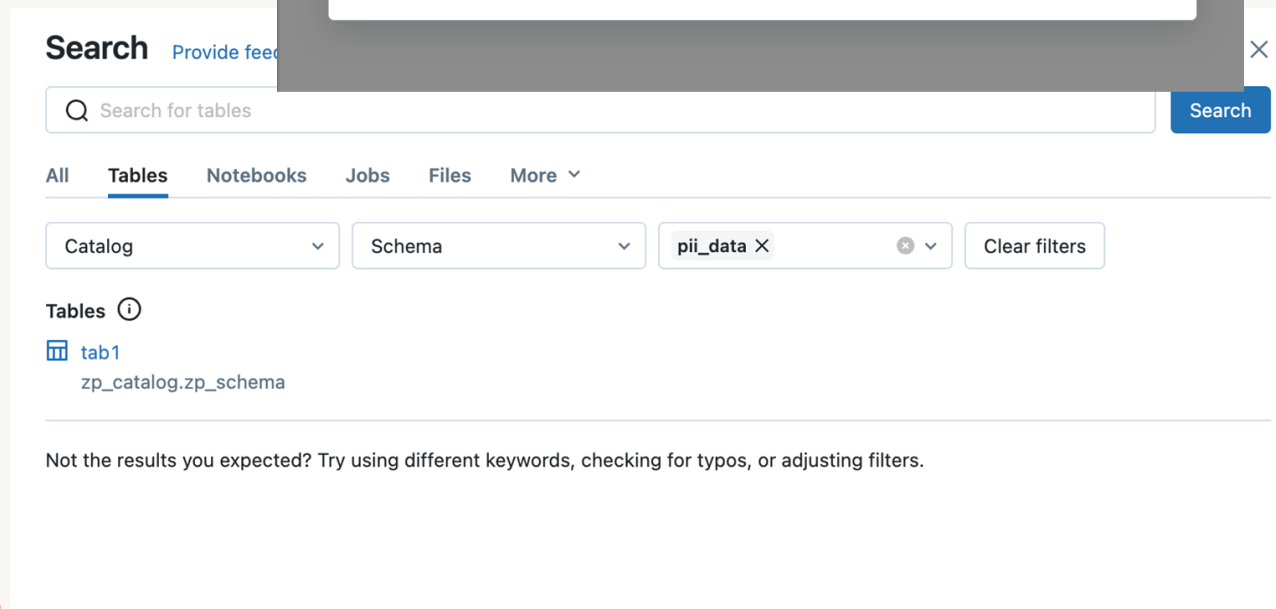 Search Provide
Search for tables
Search
All Tables Notebooks Jobs Files More
Catalog Schema pii_data Clear filters
Tables
tab1
zp_catalog.zp_schema
Not the results you expected? Try using different keywords, checking for typos, or adjusting filters.